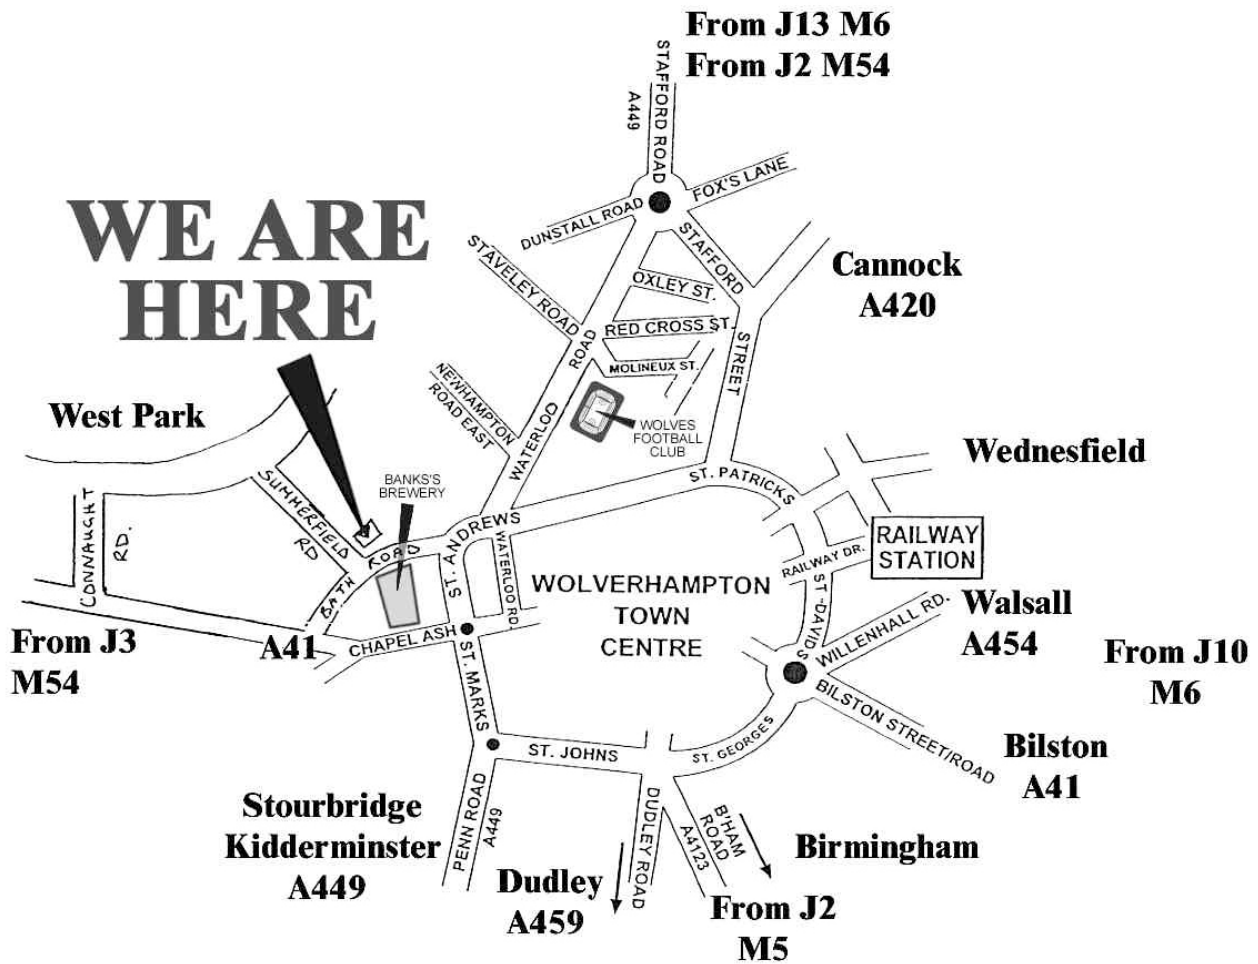 From J13 M6
From J2 M54
STAFFORD ROAD
A449
FOX'S LANE
DUNSTALL ROAD
STAFFORD
STREET
WE ARE
HERE
STAVELEY ROAD
OXLEY ST.
Cannock
A420
RED CROSS ST.
WATERLOO ROAD
MOLINEUX ST.
NEWHAMPTON
ROAD EAST
West Park
WOLVES
FOOTBALL
CLUB
Wednesfield
BANKS'S
BREWERY
ST. PATRICKS
SUMMERFIELD
RD
CONNAUGHT
RD.
BATH ROAD
ST. ANDREWS
WATERLOO RD.
RAILWAY
STATION
RAILWAY DR.
WOLVERHAMPTON
TOWN
CENTRE
ST-DAVIDS
WILLENHALL RD.
Walsall
A454
From J10
M6
From J3
M54
A41
CHAPEL ASH
ST. MARKS
BILSTON STREET/ROAD
Bilston
A41
ST. JOHNS
ST. GEORGES
Stourbridge
Kidderminster
A449
PENN ROAD
A449
DUDLEY ROAD
Dudley
A459
B'HAM
ROAD
A4123
Birmingham
From J2
M5